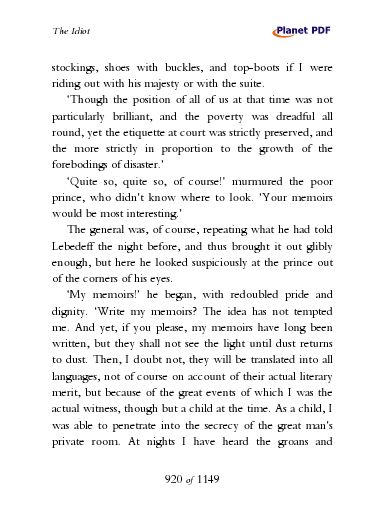 The Idiot
Planet PDF
stockings, shoes with buckles, and top-boots if I were
riding out with his majesty or with the suite.
'Though the position of all of us at that time was not
particularly brilliant, and the poverty was dreadful all
round, yet the etiquette at court was strictly preserved, and
the more strictly in proportion to the growth of the
forebodings of disaster.'
'Quite so, quite so, of course!' murmured the poor
prince, who didn't know where to look. 'Your memoirs
would be most interesting.'
The general was, of course, repeating what he had told
Lebedeff the night before, and thus brought it out glibly
enough, but here he looked suspiciously at the prince out
of the corners of his eyes.
'My memoirs!' he began, with redoubled pride and
dignity. 'Write my memoirs? The idea has not tempted
me. And yet, if you please, my memoirs have long been
written, but they shall not see the light until dust returns
to dust. Then, I doubt not, they will be translated into all
languages, not of course on account of their actual literary
merit, but because of the great events of which I was the
actual witness, though but a child at the time. As a child, I
was able to penetrate into the secrecy of the great man's
private room. At nights I have heard the groans and
920 of 1149